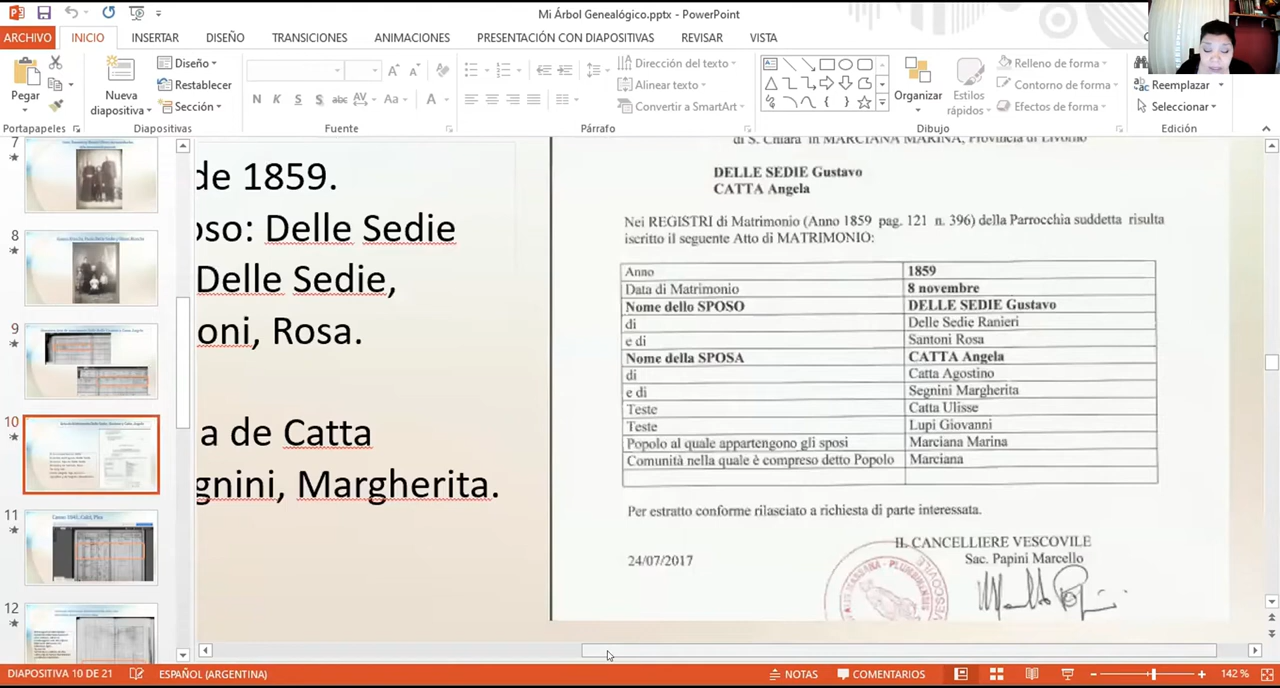 Mi Árbol Genealógico.pptx - PowerPoint
ARCHIVO INICIO INSERTAR DISEÑO TRANSICIONES ANIMACIONES PRESENTACIÓN CON DIAPOSITIVAS REVISAR VISTA
Pegar
Nueva
diapositiva
Diseño
Restablecer
Sección
N K S S abc AV Aa A
Dirección del texto
Alinear texto
Convertir a SmartArt
Organizar
Estilos
rápidos
Relleno de forma
Contorno de forma
Efectos de forma
Reemplazar
Seleccionar
Portapapeles Diapositivas Fuente Párrafo Dibujo Edición
7
8
9
10
11
12
de 1859.
oso: Delle Sedie
Delle Sedie,
oni, Rosa.
a de Catta
gnini, Margherita.
di S. Chiara in MARCIANA MARINA, Provincia di Livorno
DELLE SEDIE Gustavo
CATTA Angela
Nei REGISTRI di Matrimonio (Anno 1859 pag. 121 n. 396) della Parrocchia suddetta risulta
iscritto il seguente Atto di MATRIMONIO:
Anno 1859
Data di Matrimonio 8 novembre
Nome dello SPOSO DELLE SEDIE Gustavo
di Delle Sedie Ranieri
e di Santoni Rosa
Nome della SPOSA CATTA Angela
di Catta Agostino
e di Segnini Margherita
Teste Catta Ulisse
Teste Lupi Giovanni
Popolo al quale appartengono gli sposi Marciana Marina
Comunità nella quale è compreso detto Popolo Marciana
Per estratto conforme rilasciato a richiesta di parte interessata.
IL CANCELLIERE VESCOVILE
24/07/2017 Sac. Papini Marcello
DIAPOSITIVA 10 DE 21 ESPAÑOL (ARGENTINA) NOTAS COMENTARIOS 142 %